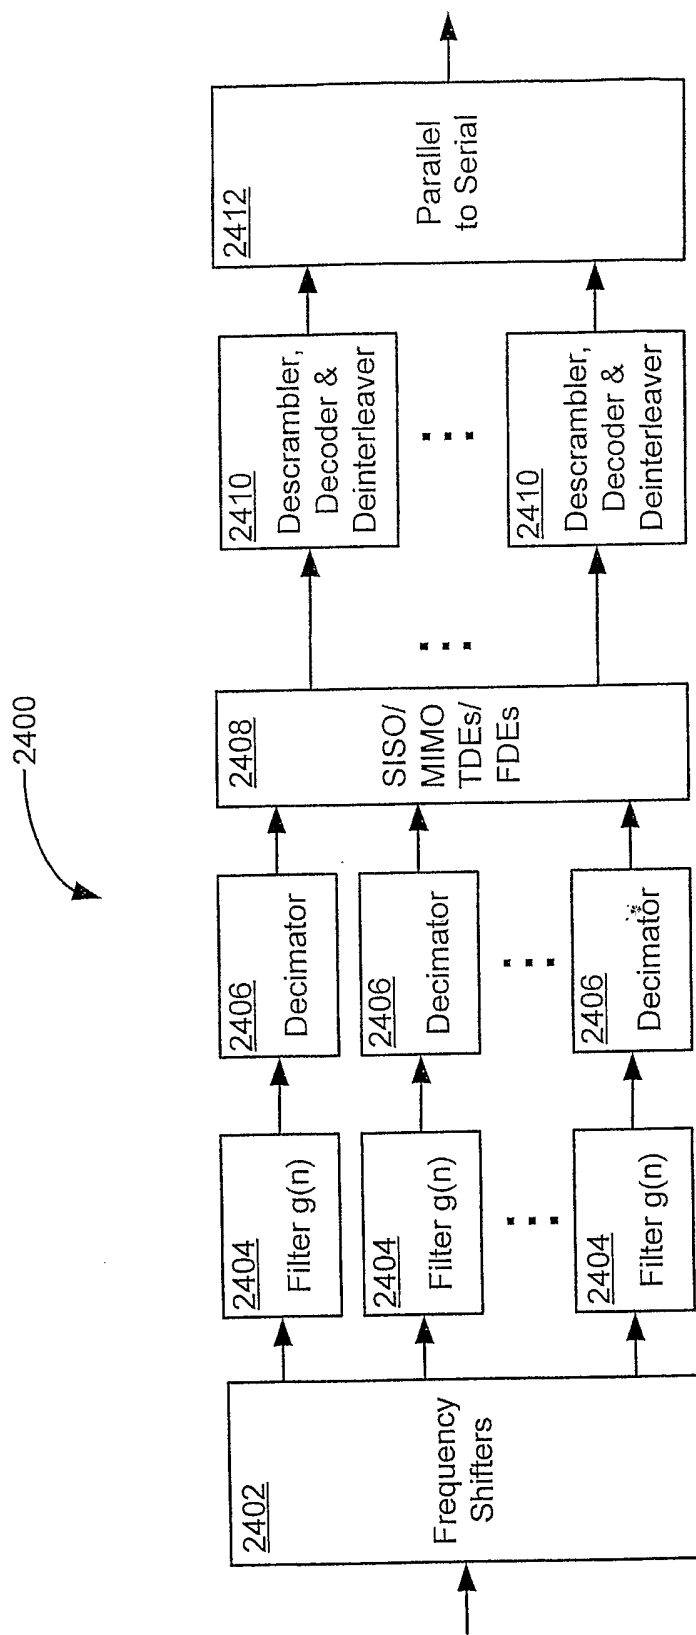 2400
2402
Frequency
Shifters
2404
Filter g(n)
2404
Filter g(n)
2404
Filter g(n)
2406
Decimator
2406
Decimator
2406
Decimator
2408
SISO/
MIMO
TDEs/
FDEs
2410
Descrambler,
Decoder &
Deinterleaver
2410
Descrambler,
Decoder &
Deinterleaver
2412
Parallel
to Serial